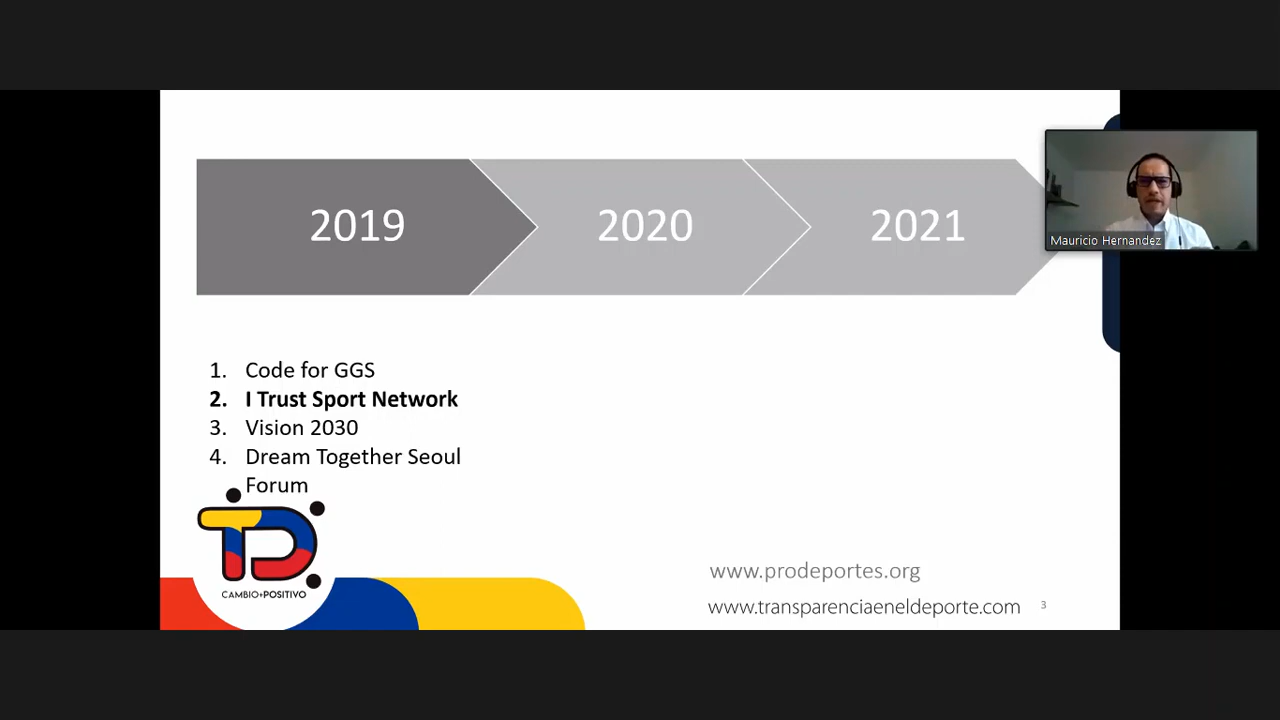 2019
2020
2021
Mauricio Hernandez
1. Code for GGS
2. I Trust Sport Network
3. Vision 2030
4. Dream Together Seoul
Forum
TD
CAMBIO+POSITIVO
www.prodeportes.org
www.transparenciaeneldeporte.com
3